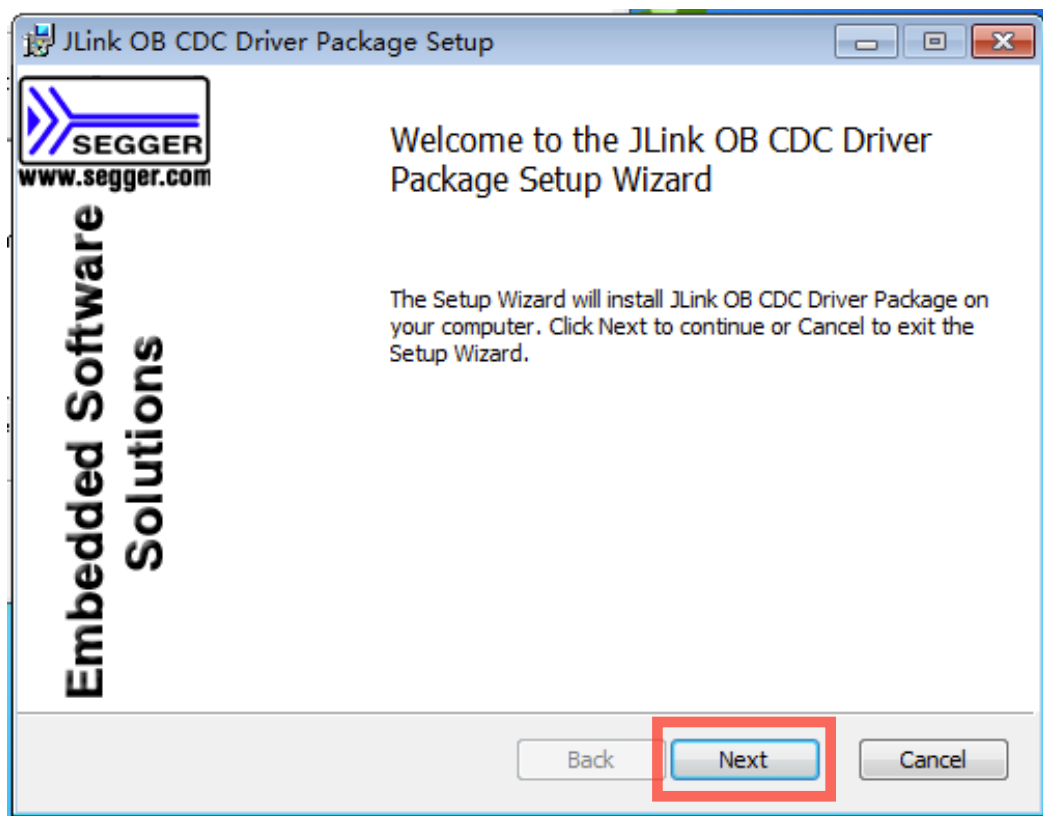 JLink OB CDC Driver Package Setup
SEGGER
www.segger.com
Embedded Software
Solutions
Welcome to the JLink OB CDC Driver
Package Setup Wizard
The Setup Wizard will install JLink OB CDC Driver Package on
your computer. Click Next to continue or Cancel to exit the
Setup Wizard.
Back
Next
Cancel